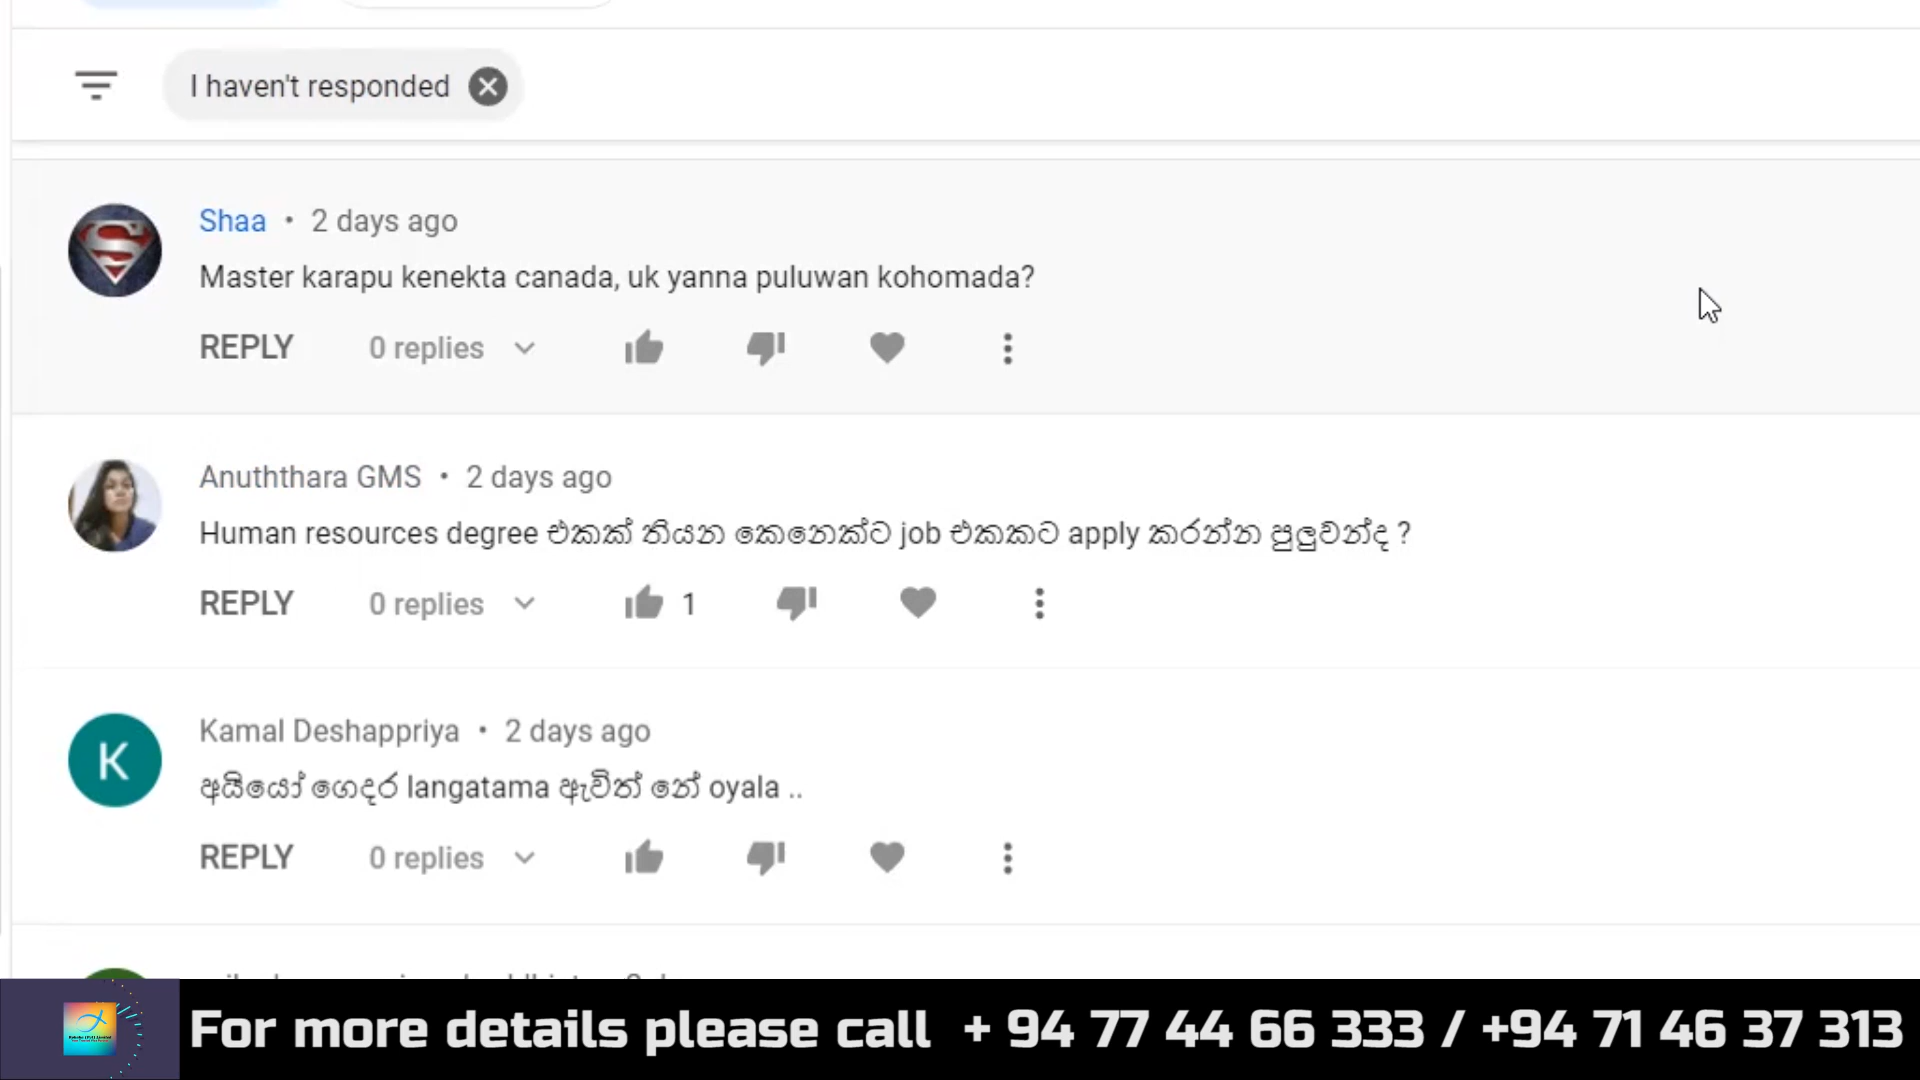 I haven't responded
Shaa • 2 days ago
Master karapu kenekta canada, uk yanna puluwan kohomada?
REPLY 0 replies
Anuththara GMS • 2 days ago
Human resources degree එකක් තියන කෙනෙක්ට job එකකට apply කරන්න පුලුවන්ද ?
REPLY 0 replies 1
K
Kamal Deshappriya • 2 days ago
අයියෝ ගෙදර langatama ඇවිත් නේ oyala ..
REPLY 0 replies
For more details please call + 94 77 44 66 333 / +94 71 46 37 313